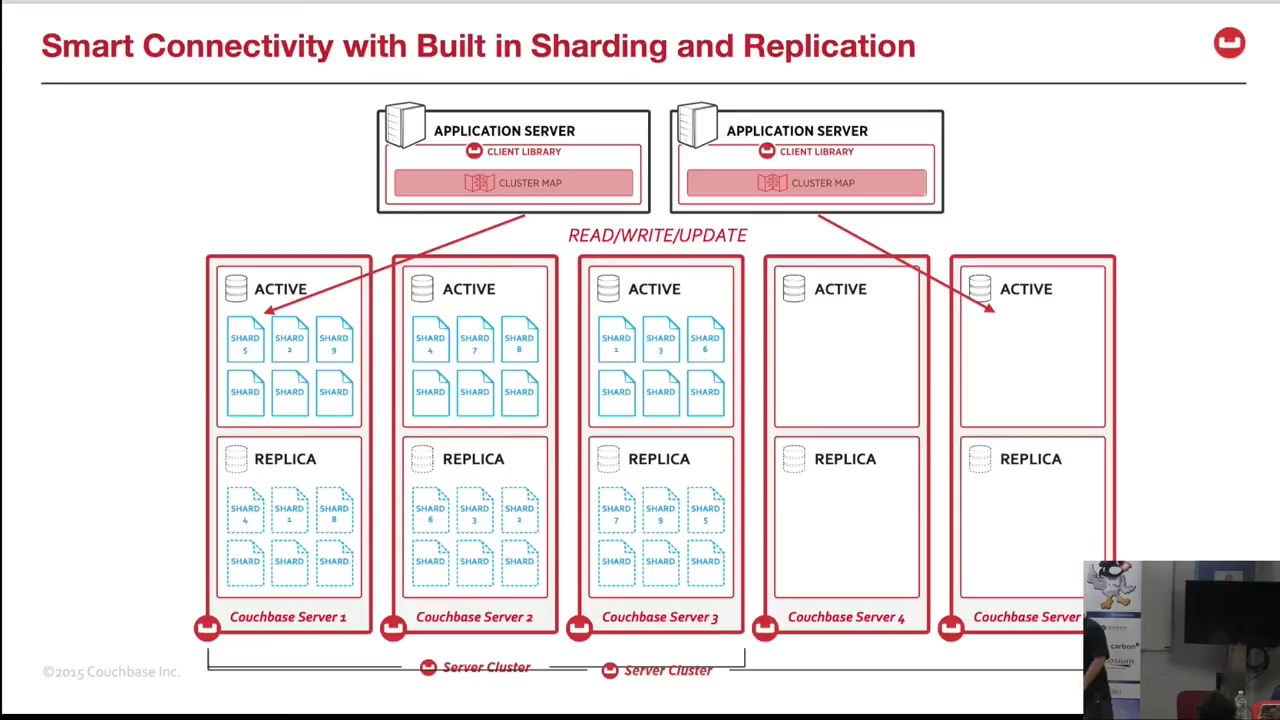 Smart Connectivity with Built in Sharding and Replication
APPLICATION SERVER
CLIENT LIBRARY
CLUSTER MAP
APPLICATION SERVER
CLIENT LIBRARY
CLUSTER MAP
READ/WRITE/UPDATE
ACTIVE
SHARD 5
SHARD 2
SHARD 9
SHARD
SHARD
SHARD
REPLICA
SHARD 4
SHARD 1
SHARD 8
SHARD
SHARD
SHARD
Couchbase Server 1
ACTIVE
SHARD 4
SHARD 7
SHARD 8
SHARD
SHARD
SHARD
REPLICA
SHARD 6
SHARD 3
SHARD 2
SHARD
SHARD
SHARD
Couchbase Server 2
ACTIVE
SHARD 1
SHARD 3
SHARD 6
SHARD
SHARD
SHARD
REPLICA
SHARD 7
SHARD 9
SHARD 5
SHARD
SHARD
SHARD
Couchbase Server 3
ACTIVE
REPLICA
Couchbase Server 4
ACTIVE
REPLICA
Couchbase Server
Server Cluster
Server Cluster
©2015 Couchbase Inc.
carbon